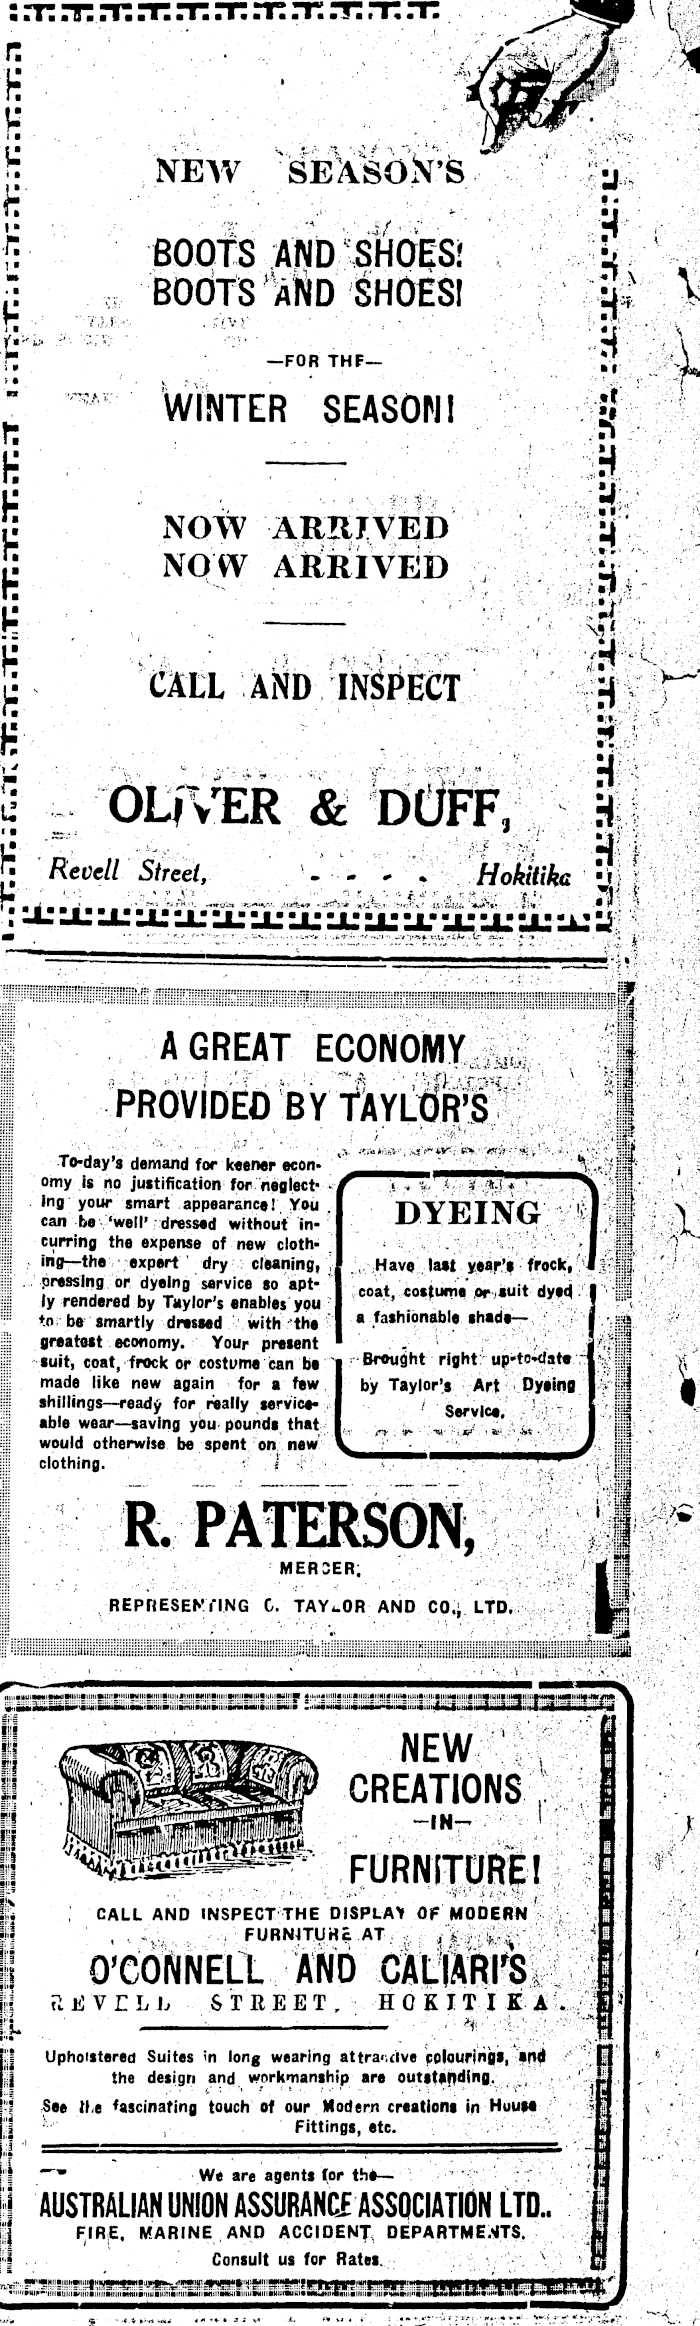 NEW SEASON'S
BOOTS AND SHOES!
BOOTS AND SHOES!
—FOR THE—
WINTER SEASON!
NOW ARRIVED
NOW ARRIVED
CALL AND INSPECT
OLIVER & DUFF,
Revell Street, - - - - Hokitika
A GREAT ECONOMY
PROVIDED BY TAYLOR'S
To-day's demand for keener econ-
omy is no justification for neglect-
ing your smart appearance! You
can be 'well' dressed without in-
curring the expense of new cloth-
ing—the expert dry cleaning,
pressing or dyeing service so apt-
ly rendered by Taylor's enables you
to be smartly dressed with the
greatest economy. Your present
suit, coat, frock or costume can be
made like new again for a few
shillings—ready for really service-
able wear—saving you pounds that
would otherwise be spent on new
clothing.
DYEING
Have last year's frock,
coat, costume or suit dyed
a fashionable shade—
Brought right up-to-date
by Taylor's Art Dyeing
Service.
R. PATERSON,
MERCER,
REPRESENTING C. TAYLOR AND CO., LTD.
NEW
CREATIONS
—IN—
FURNITURE!
CALL AND INSPECT THE DISPLAY OF MODERN
FURNITURE AT
O'CONNELL AND CALIARI'S
REVELL STREET, HOKITIKA.
Upholstered Suites in long wearing attractive colourings, and
the design and workmanship are outstanding.
See the fascinating touch of our Modern creations in House
Fittings, etc.
We are agents for the—
AUSTRALIAN UNION ASSURANCE ASSOCIATION LTD..
FIRE, MARINE AND ACCIDENT DEPARTMENTS.
Consult us for Rates.